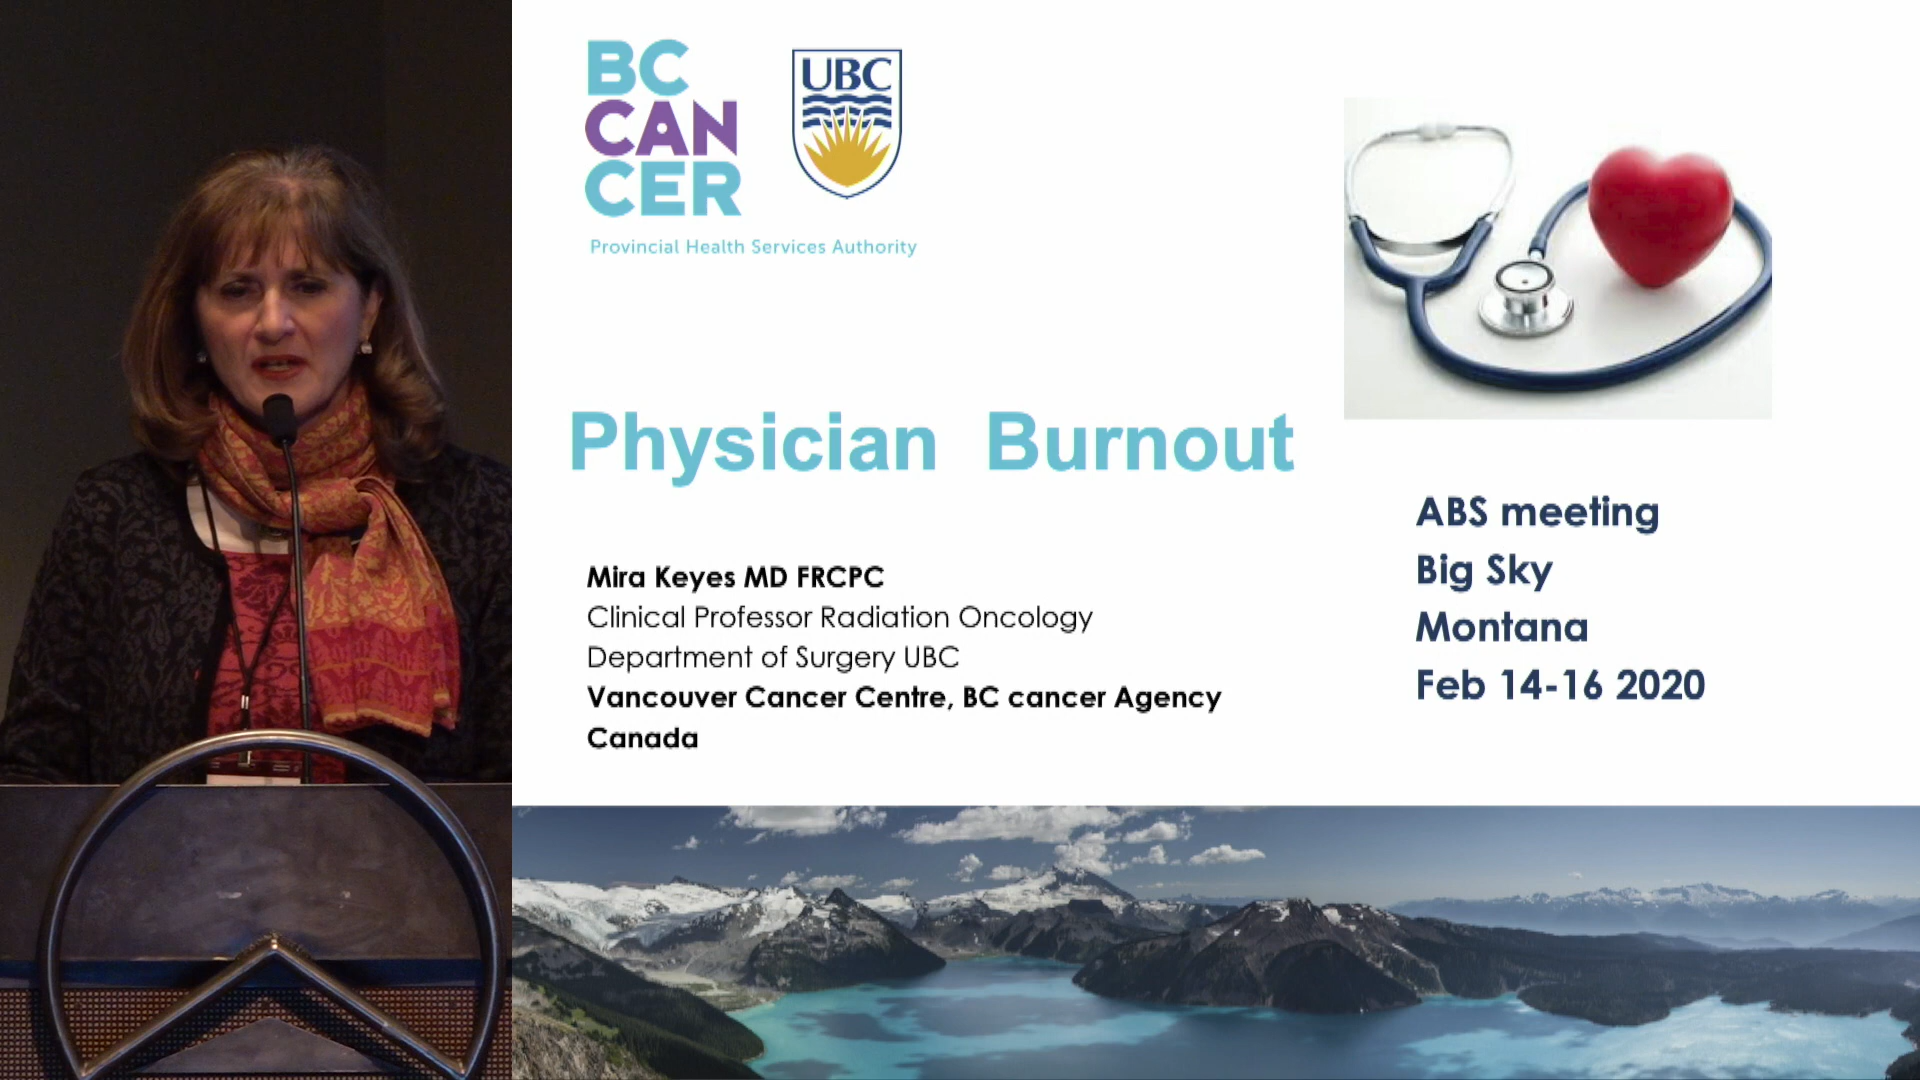 BC
CAN
CER
Provincial Health Services Authority
UBC
Physician Burnout
Mira Keyes MD FRCPC
Clinical Professor Radiation Oncology
Department of Surgery UBC
Vancouver Cancer Centre, BC cancer Agency
Canada
ABS meeting
Big Sky
Montana
Feb 14-16 2020